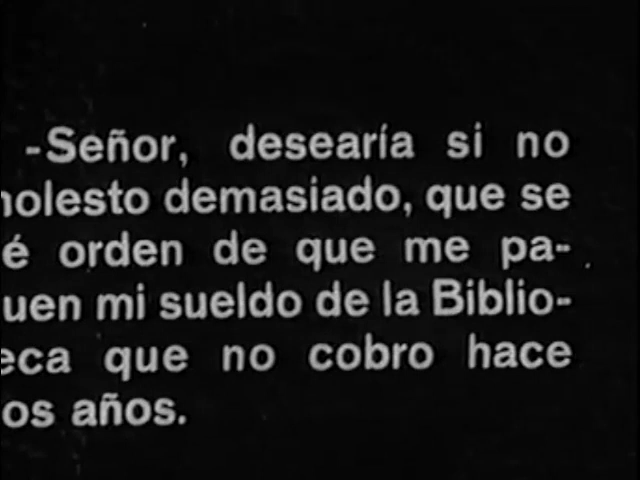 -Señor, desearía si no
olesto demasiado, que se
é orden de que me pa-
uen mi sueldo de la Biblio-
eca que no cobro hace
os años.